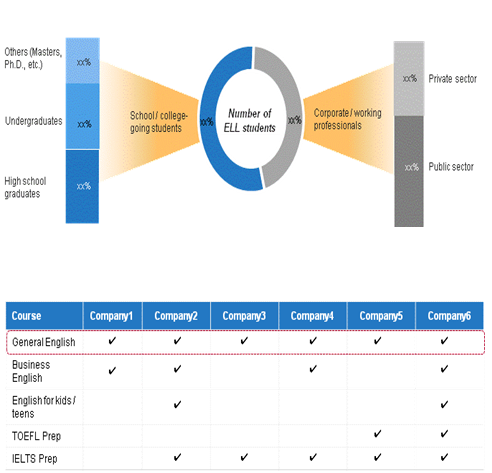 Others (Masters,
Ph.D., etc.)
xx%
Undergraduates
xx%
High school
graduates
xx%
School / college-
going students
xx%
Number of
ELL students
xx%
Corporate / working
professionals
xx%
Private sector
xx%
Public sector
Course Company1 Company2 Company3 Company4 Company5 Company6
General English ✓ ✓ ✓ ✓ ✓ ✓
Business
English ✓ ✓ ✓ ✓
English for kids /
teens ✓ ✓
TOEFL Prep ✓ ✓
IELTS Prep ✓ ✓ ✓ ✓ ✓